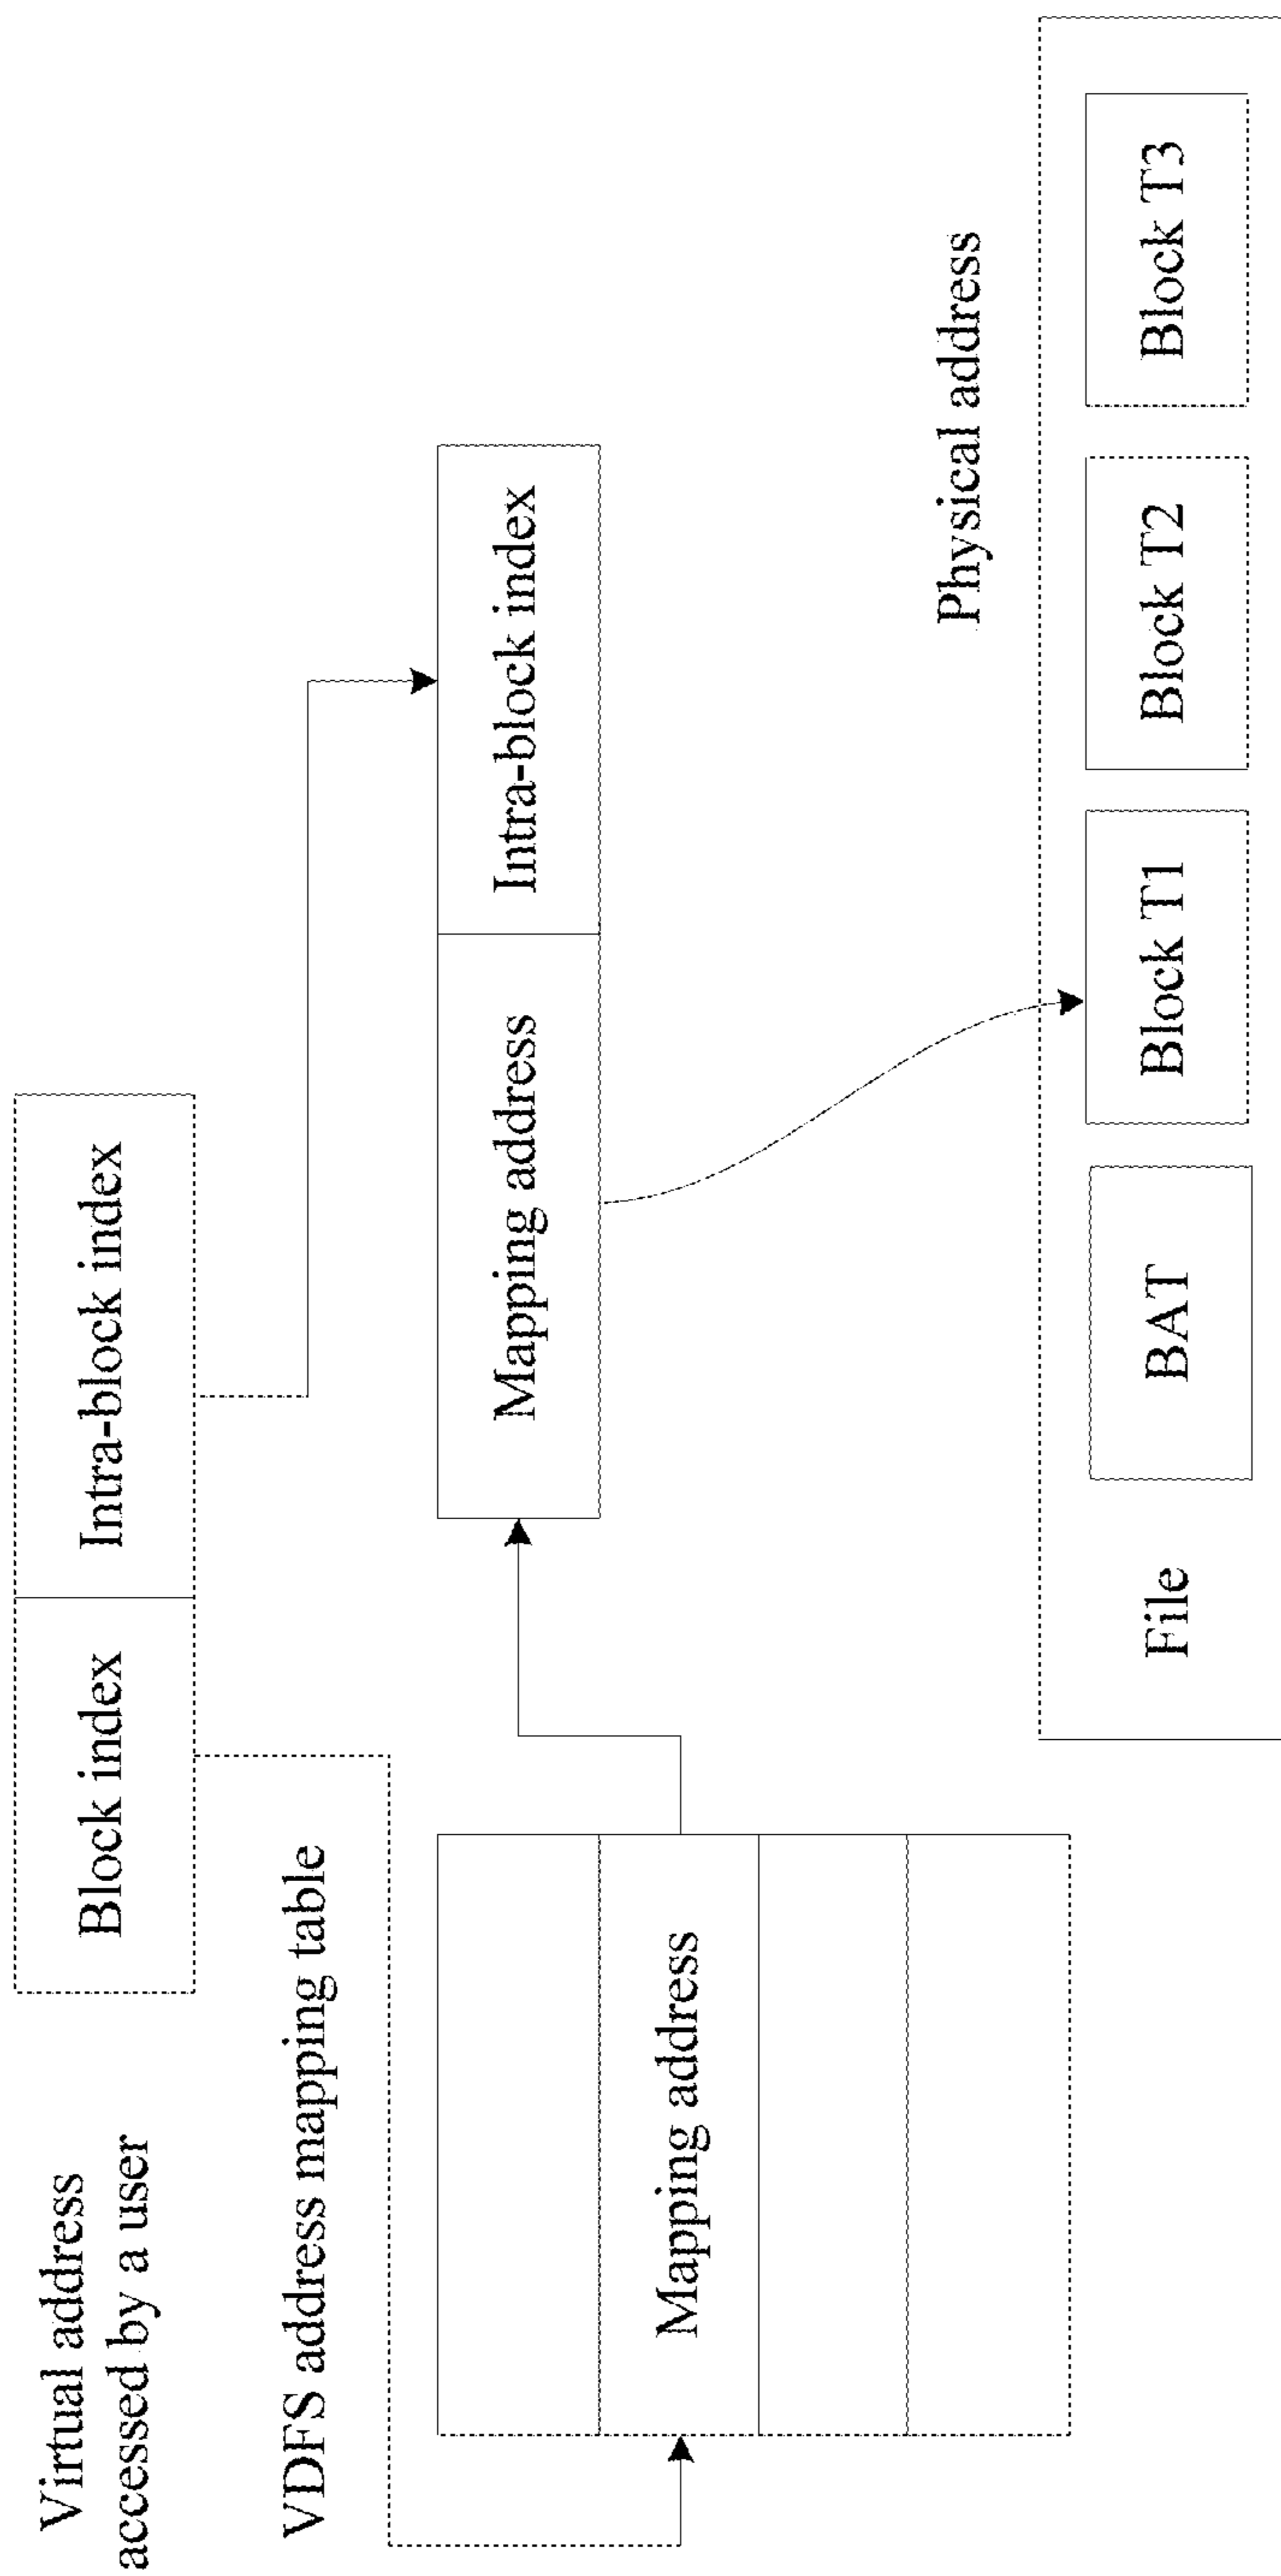 Virtual address
accessed by a user
Block index
Intra-block index
VDFS address mapping table
Mapping address
Mapping address
Intra-block index
Physical address
File
BAT
Block T1
Block T2
Block T3